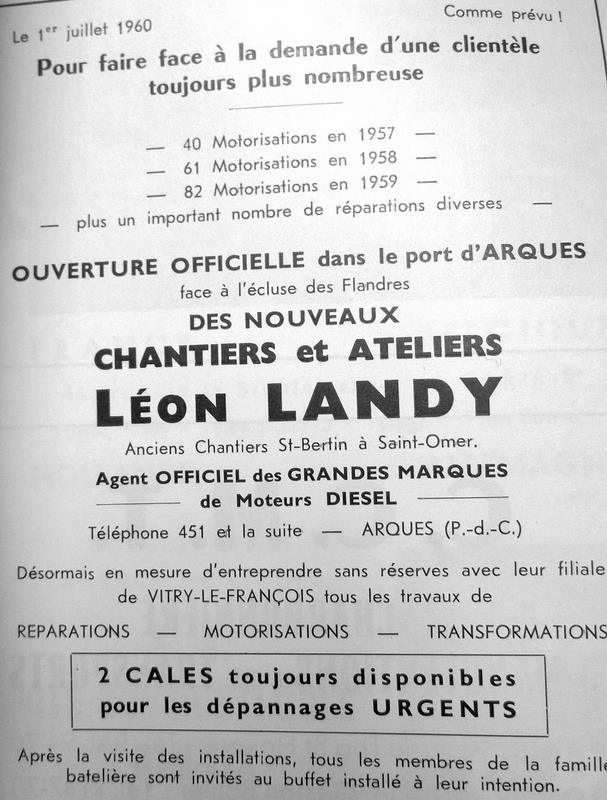 Comme prévu !
Le 1er juillet 1960
Pour faire face à la demande d'une clientèle
toujours plus nombreuse
— 40 Motorisations en 1957 —
— 61 Motorisations en 1958 —
— 82 Motorisations en 1959 —
— plus un important nombre de réparations diverses —
OUVERTURE OFFICIELLE dans le port d'ARQUES
face à l'écluse des Flandres
DES NOUVEAUX
CHANTIERS et ATELIERS
LÉON LANDY
Anciens Chantiers St-Bertin à Saint-Omer.
Agent OFFICIEL des GRANDES MARQUES
de Moteurs DIESEL
Téléphone 451 et la suite — ARQUES (P.-d.-C.)
Désormais en mesure d'entreprendre sans réserves avec leur filiale
de VITRY-LE-FRANÇOIS tous les travaux de
REPARATIONS — MOTORISATIONS — TRANSFORMATIONS
2 CALES toujours disponibles
pour les dépannages URGENTS
Après la visite des installations, tous les membres de la famille
batelière sont invités au buffet installé à leur intention.